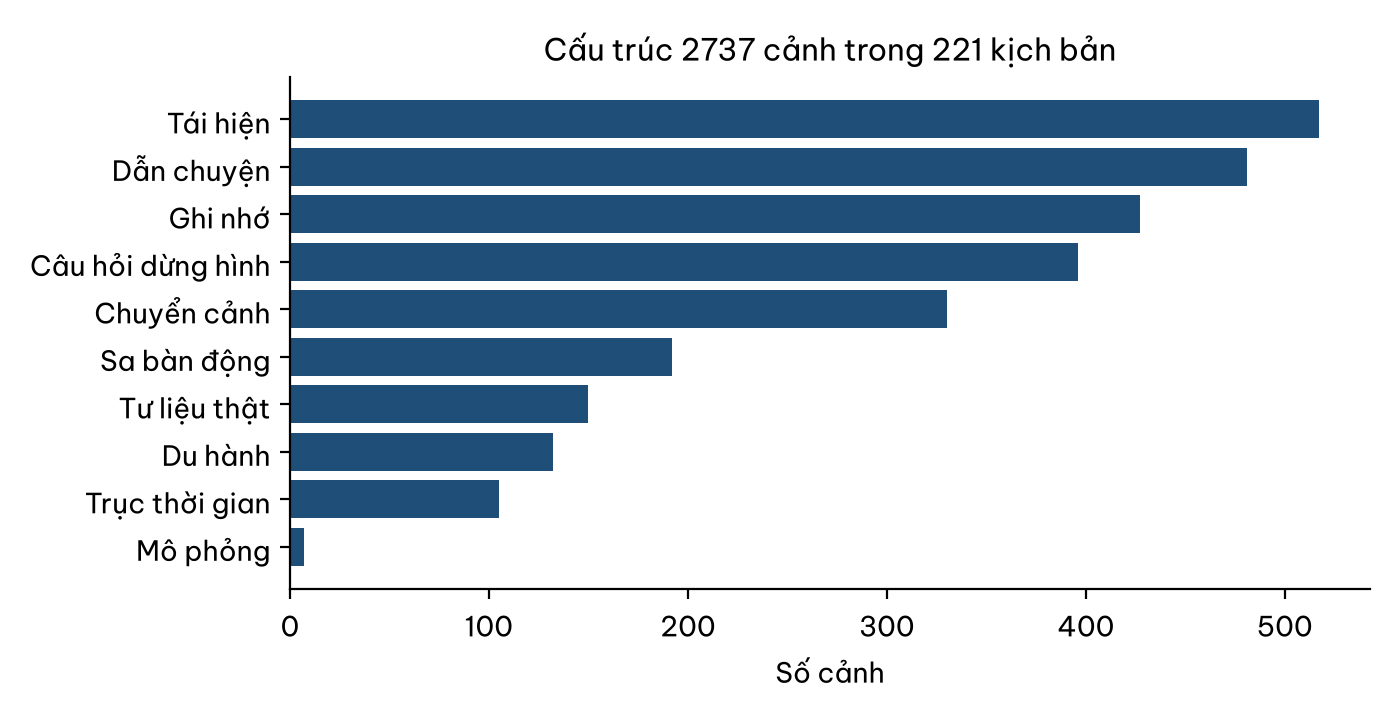 Cấu trúc 2737 cảnh trong 221 kịch bản
Tái hiện
Dẫn chuyện
Ghi nhớ
Câu hỏi dừng hình
Chuyển cảnh
Sa bàn động
Tư liệu thật
Du hành
Trục thời gian
Mô phỏng
0 100 200 300 400 500
Số cảnh